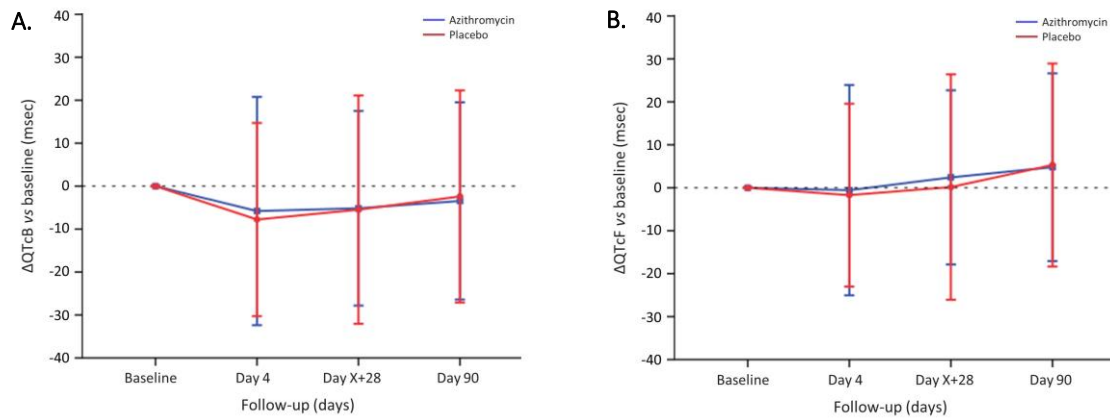 A.
Azithromycin
Placebo
ΔQTcB vs baseline (msec)
40
30
20
10
0
-10
-20
-30
-40
Baseline
Day 4
Day X+28
Day 90
Follow-up (days)
B.
Azithromycin
Placebo
ΔQTcF vs baseline (msec)
40
30
20
10
0
-10
-20
-30
-40
Baseline
Day 4
Day X+28
Day 90
Follow-up (days)